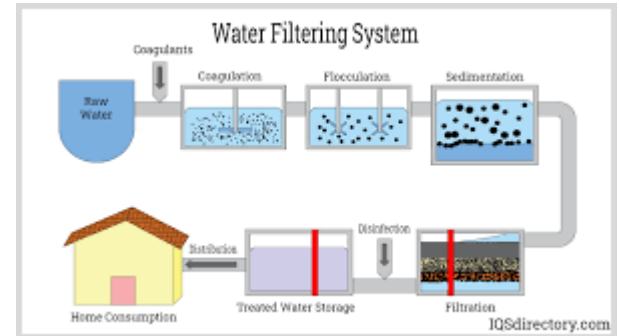 Water Filtering System
Coagulants
Coagulation
Flocculation
Sedimentation
Raw
Water
Disinfection
Distribution
Home Consumption
Treated Water Storage
Filtration
IQSdirectory.com